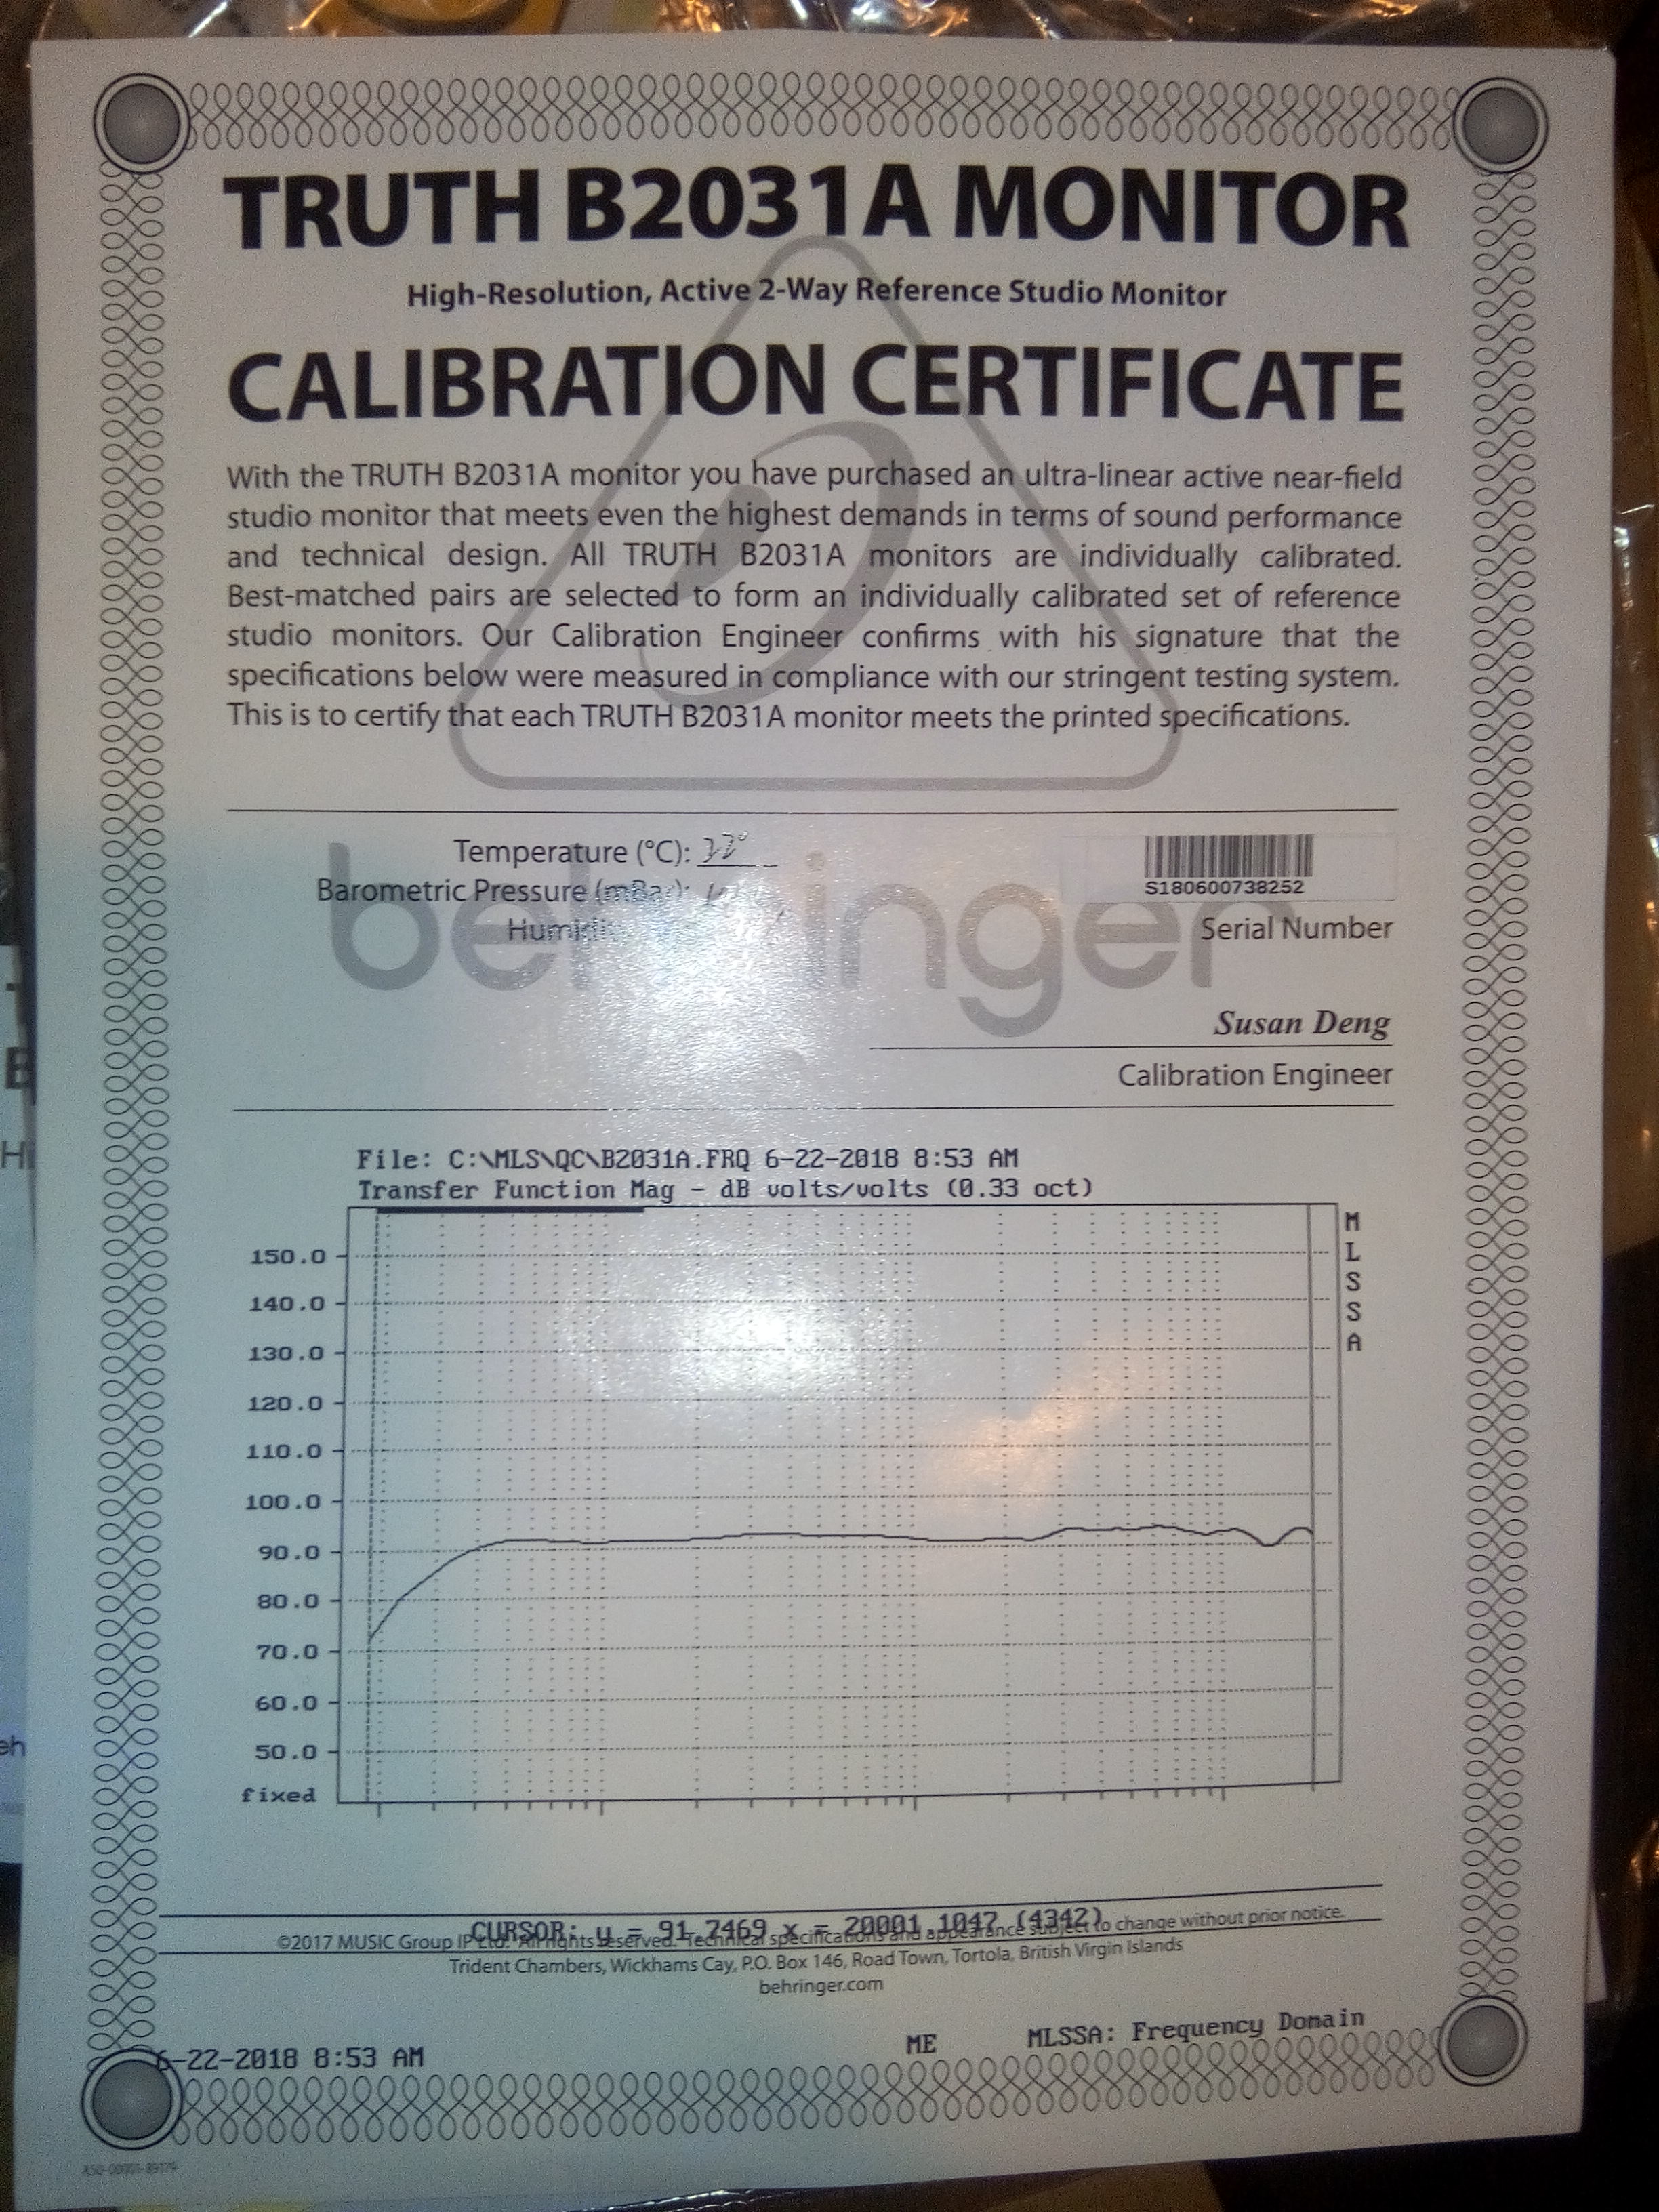 TRUTH B2031A MONITOR
High-Resolution, Active 2-Way Reference Studio Monitor
CALIBRATION CERTIFICATE
With the TRUTH B2031A monitor you have purchased an ultra-linear active near-field
studio monitor that meets even the highest demands in terms of sound performance
and technical design. All TRUTH B2031A monitors are individually calibrated.
Best-matched pairs are selected to form an individually calibrated set of reference
studio monitors. Our Calibration Engineer confirms with his signature that the
specifications below were measured in compliance with our stringent testing system.
This is to certify that each TRUTH B2031A monitor meets the printed specifications.
Temperature (°C):
Barometric Pressure (mBar):
behringer
S180600738252
Serial Number
Susan Deng
Calibration Engineer
File: C:\MLS\QC\B2031A.FRQ 6-22-2018 8:53 AM
Transfer Function Mag - dB volts/volts (0.33 oct)
MLSSA
150.0
140.0
130.0
120.0
110.0
100.0
90.0
80.0
70.0
60.0
50.0
fixed
CURSOR: y = 91.7469 x = 20001.1047 (4342)
©2017 MUSIC Group IP Ltd. All rights reserved. Technical specifications and appearance subject to change without prior notice.
Trident Chambers, Wickhams Cay, P.O. Box 146, Road Town, Tortola, British Virgin Islands
behringer.com
6-22-2018 8:53 AM
ME
MLSSA: Frequency Domain